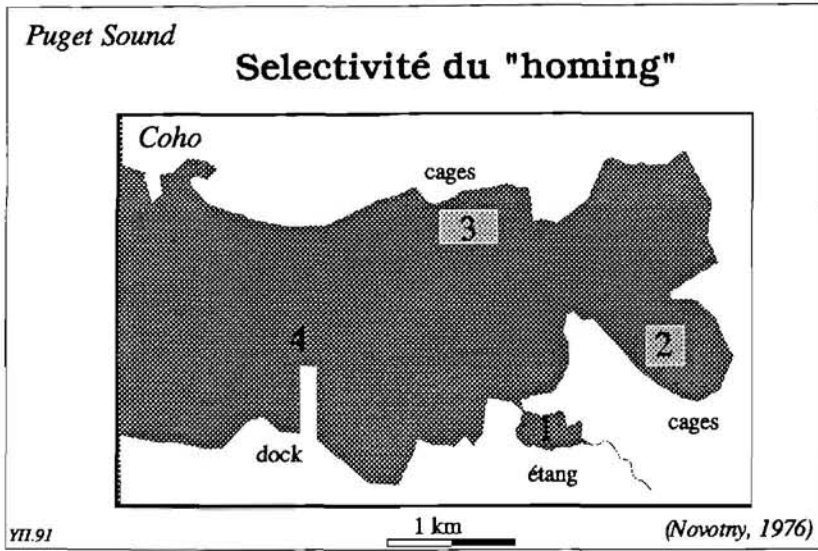 Puget Sound
Selectivité du "homing"
Coho
cages
3
4
2
cages
1
dock
étang
YH.91
1 km
(Novotny, 1976)